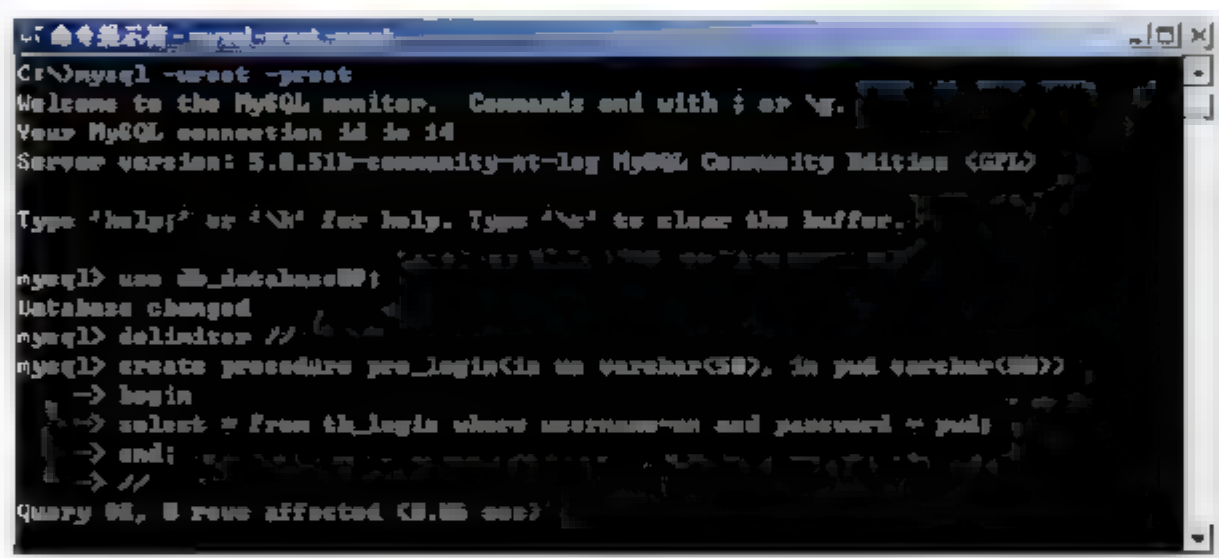 命令提示符 - mysql -uroot -proot
C:\>mysql -uroot -proot
Welcome to the MySQL monitor.  Commands end with ; or \g.
Your MySQL connection id is 14
Server version: 5.0.51b-community-nt-log MySQL Community Edition (GPL)
Type 'help;' or '\h' for help. Type '\c' to clear the buffer.
mysql> use
Database changed
mysql> delimiter //
mysql> create procedure pro_login(in un varchar(50), in pwd varchar(50))
-> begin
-> select * from tb_login where username=un and password = pwd;
-> end;
-> //
Query OK, 0 rows affected